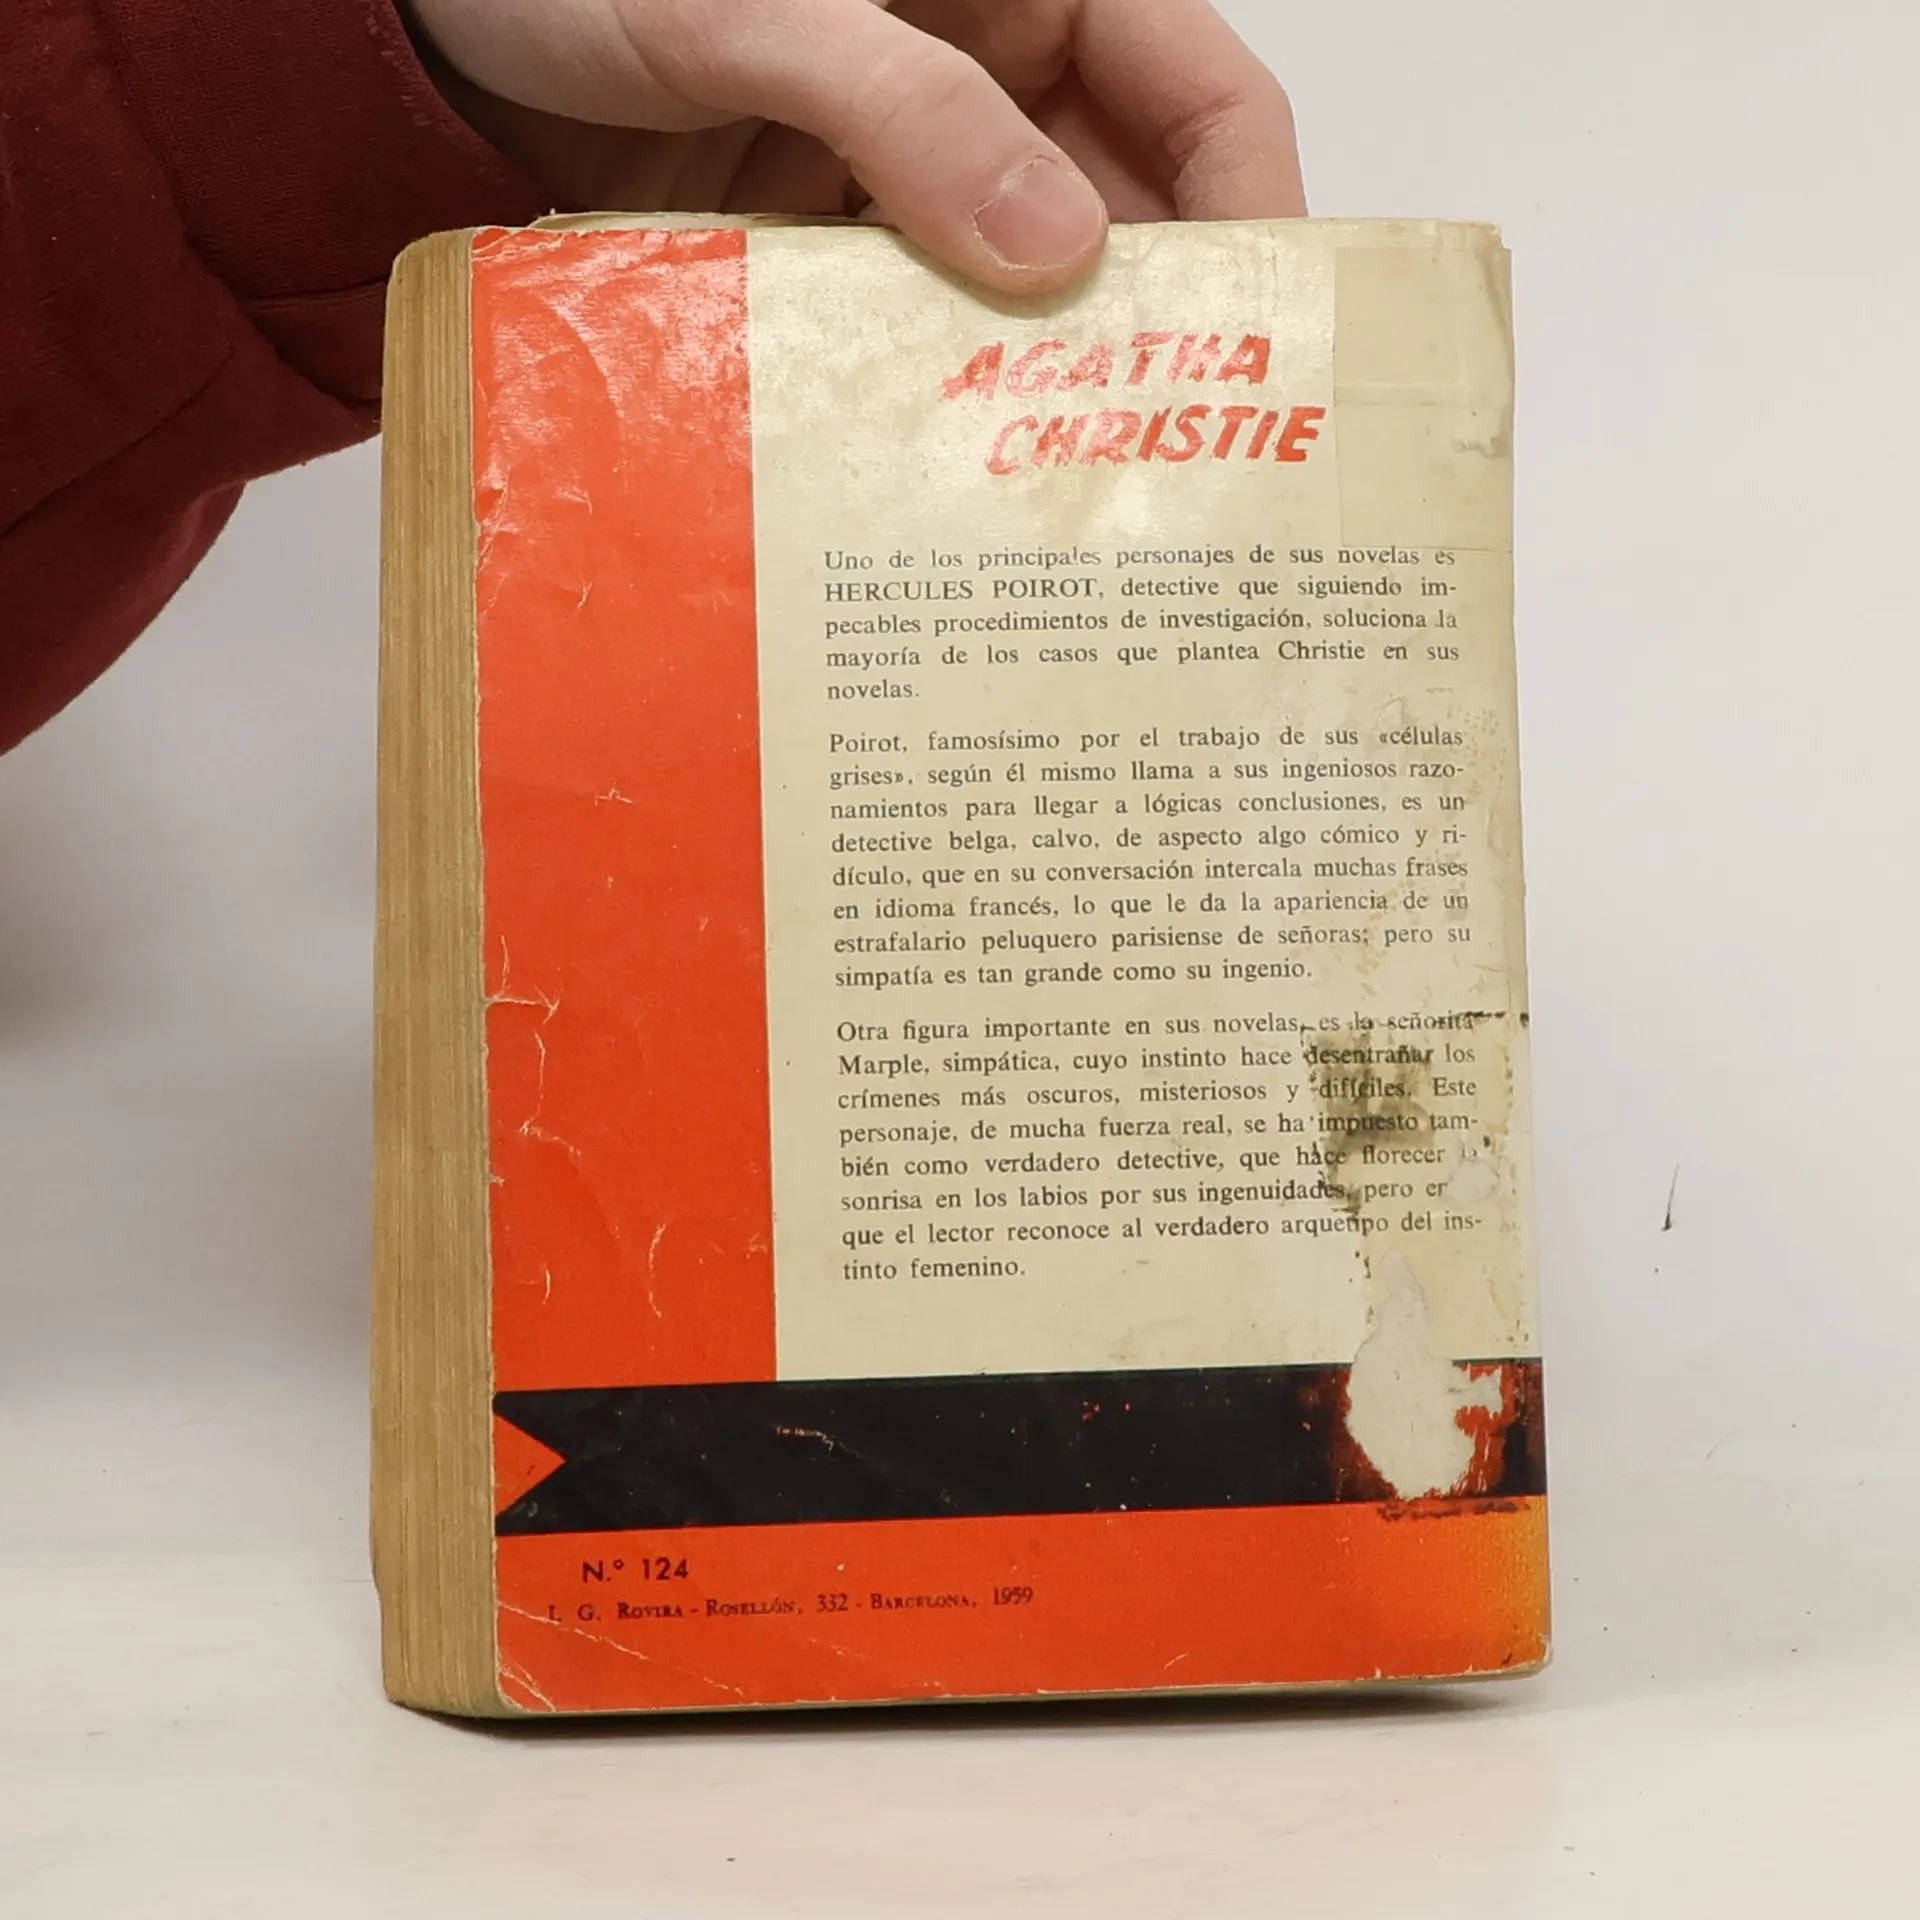 AGATHA
CHRISTIE
Uno de los principales personajes de sus novelas es
HERCULES POIROT, detective que siguiendo im-
pecables procedimientos de investigación, soluciona la
mayoría de los casos que plantea Christie en sus
novelas.
Poirot, famosísimo por el trabajo de sus «células
grises», según él mismo llama a sus ingeniosos razo-
namientos para llegar a lógicas conclusiones, es un
detective belga, calvo, de aspecto algo cómico y ri-
dículo, que en su conversación intercala muchas frases
en idioma francés, lo que le da la apariencia de un
estrafalario peluquero parisiense de señoras; pero su
simpatía es tan grande como su ingenio.
Otra figura importante en sus novelas, es la señorita
Marple, simpática, cuyo instinto hace desentrañar los
crímenes más oscuros, misteriosos y difíciles. Este
personaje, de mucha fuerza real, se ha impuesto tam-
bién como verdadero detective, que hace florecer la
sonrisa en los labios por sus ingenuidades, pero
que el lector reconoce al verdadero arquetipo del ins-
tinto femenino.
N.º 124
I. G. ROVIRA - ROSELLÓN, 332 - BARCELONA, 1959